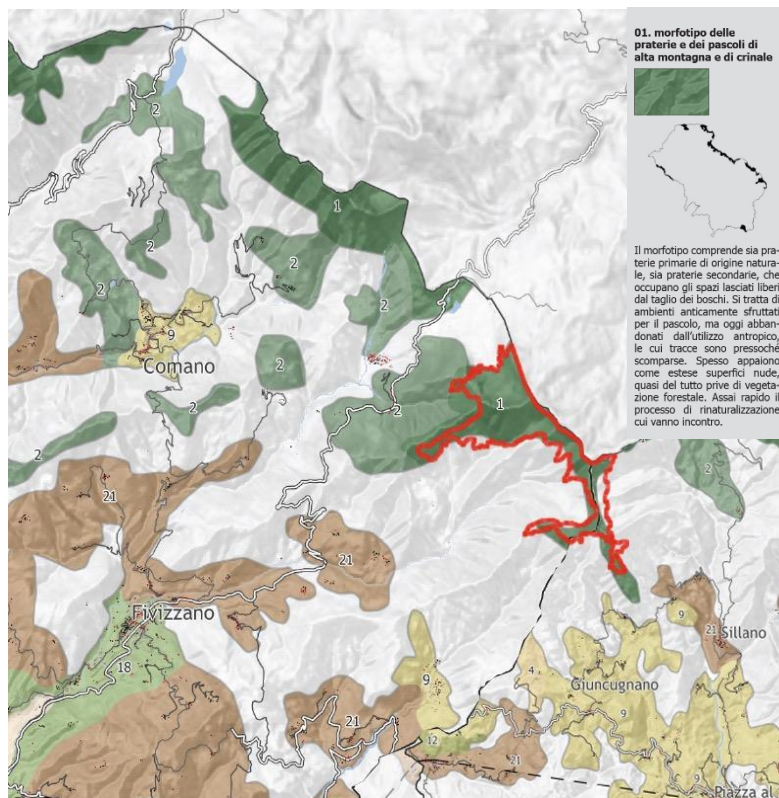 01. morfotipo delle
praterie e dei pascoli di
alta montagna e di crinale
Il morfotipo comprende sia pra-
terie primarie di origine natura-
le, sia praterie secondarie, che
occupano gli spazi lasciati liberi
dal taglio dei boschi. Si tratta di
ambienti anticamente sfruttati
per il pascolo, ma oggi abban-
donati dall'utilizzo antropico,
le cui tracce sono pressoché
scomparse. Spesso appaiono
come estese superfici nude,
quasi del tutto prive di vegeta-
zione forestale. Assai rapido il
processo di rinaturalizzazione
cui vanno incontro.
2
1
2
2
2
9
Comano
2
2
2
1
2
2
21
21
Fivizzano
18
9
21
Sillano
4
Giuncugnano
9
9
21
12
21
9
Piazza al